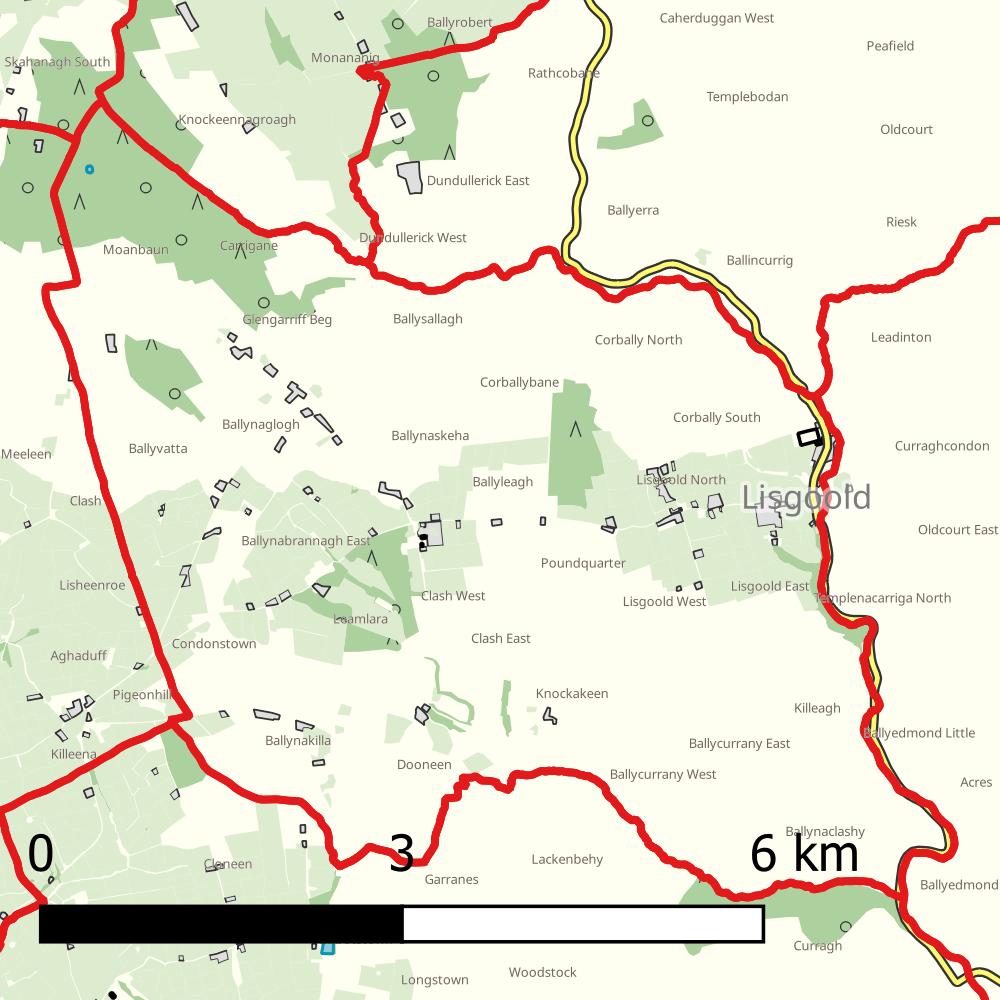 Caherduggan West
Ballyrobert
Peafield
Monananig
Skahanagh South
Rathcobane
Templebodan
Knockeennagroagh
Oldcourt
Dundullerick East
Ballyerra
Riesk
Dundullerick West
Carrigane
Moanbaun
Ballincurrig
Glengarriff Beg
Ballysallagh
Leadinton
Corbally North
Corballybane
Corbally South
Ballynaglogh
Ballynaskeha
Curraghcondon
Ballyvatta
Meeleen
Lisgoold North
Ballyleagh
Clash
Lisgoold
Oldcourt East
Ballynabrannagh East
Poundquarter
Lisheenroe
Lisgoold East
Clash West
Templenacarriga North
Lisgoold West
Leamlara
Clash East
Condonstown
Aghaduff
Pigeonhill
Knockakeen
Killeagh
Ballyedmond Little
Ballynakilla
Ballycurrany East
Killeena
Dooneen
Ballycurrany West
Acres
Ballynaclashy
0 3 6 km
Lackenbehy
Cloneen
Garranes
Ballyedmond
Curragh
Woodstock
Longstown